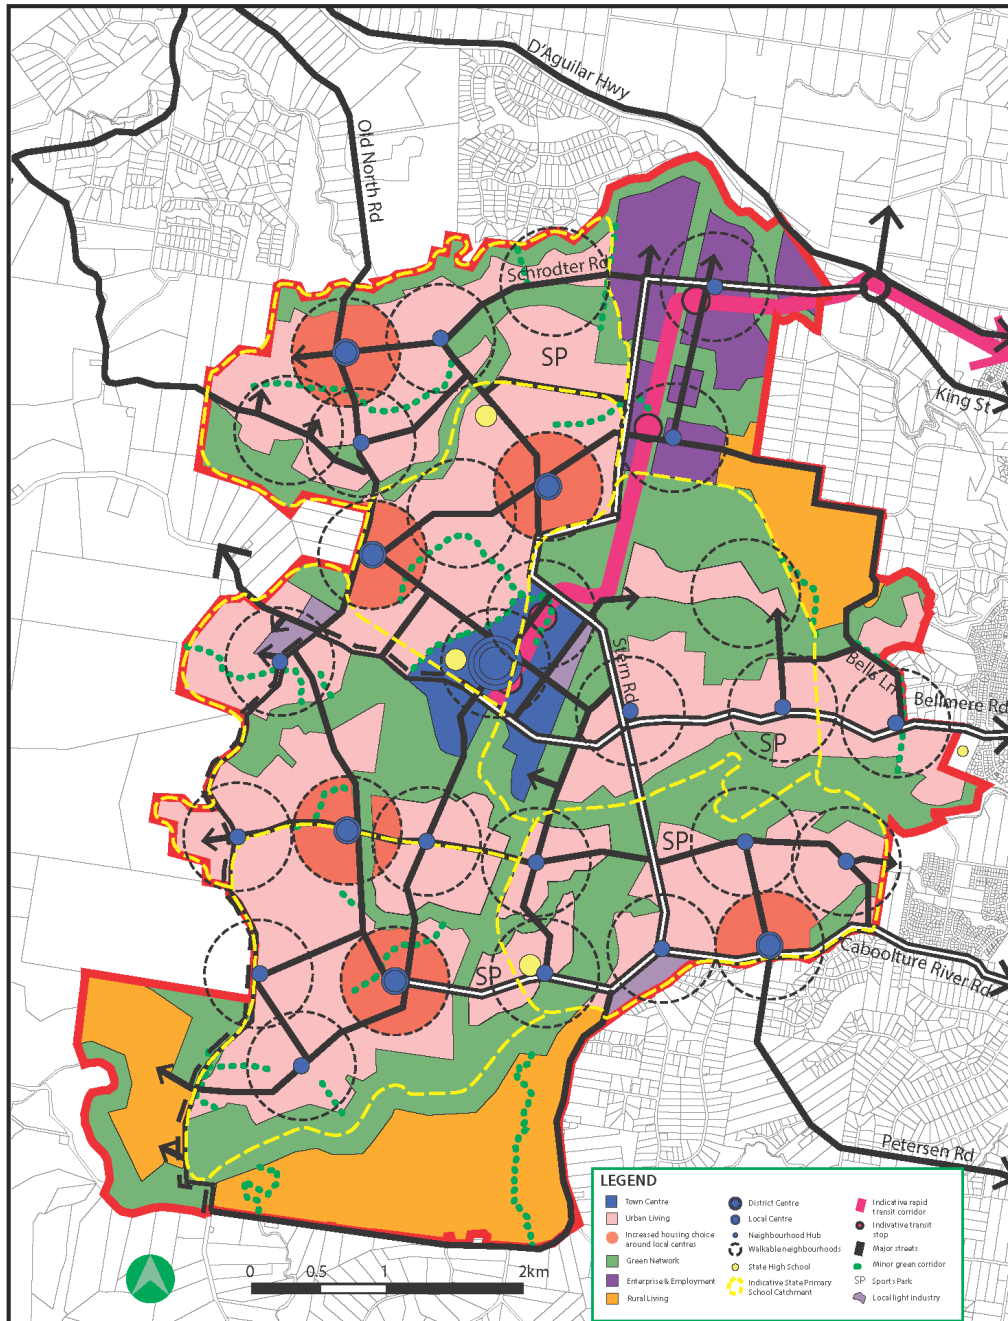 D'Aguilar Hwy
Old North Rd
Schrodter Rd
SP
King St
Stern Rd
Bells Ln
Bellmere Rd
SP
SP
SP
Caboolture River Rd
Petersen Rd
0 0.5 1 2km
LEGEND
Town Centre
Urban Living
Increased housing choice
around local centres
Green Network
Enterprise & Employment
Rural Living
District Centre
Local Centre
Neighbourhood Hub
Walkable neighbourhoods
State High School
Indicative State Primary
School Catchment
Indicative rapid
transit corridor
Indivative transit
stop
Major streets
Minor green corridor
SP Sports Park
Local light industry